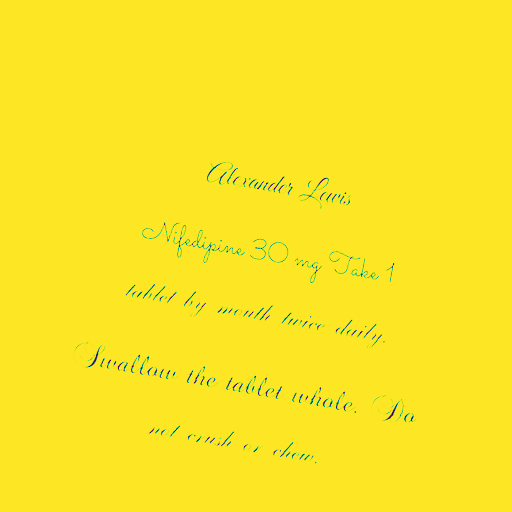 Alexander Lewis
Nifedipine 30 mg Take 1
tablet by mouth twice daily.
Swallow the tablet whole. Do
not crush or chew.